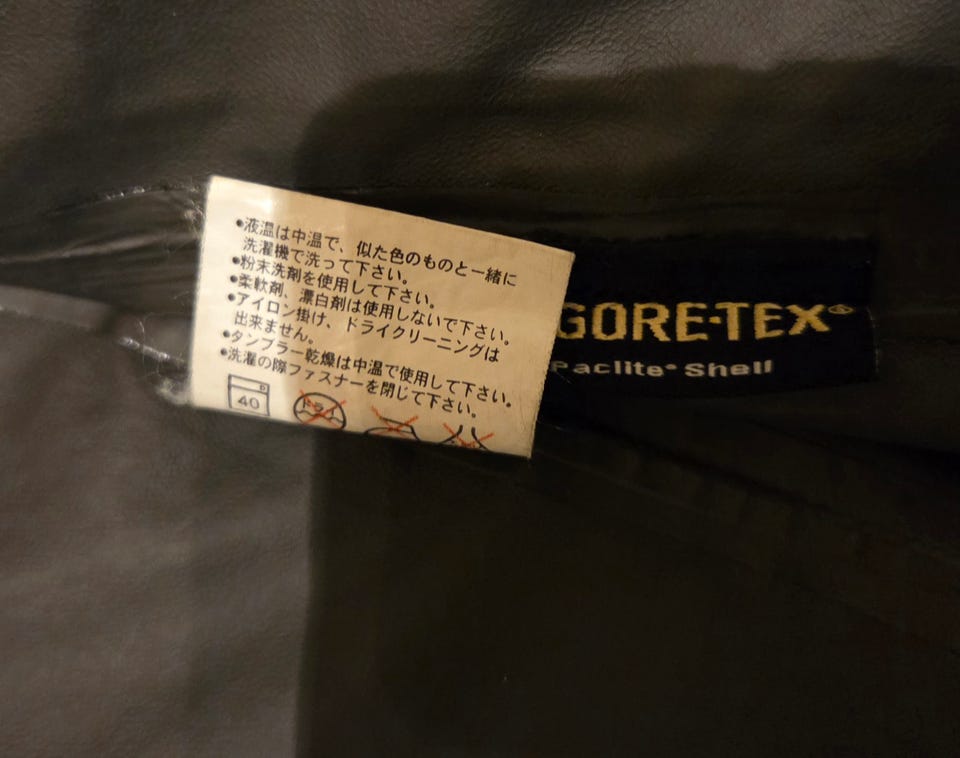 •液温は中温で、似た色のものと一緒に
洗濯機で洗って下さい。
•粉末洗剤を使用して下さい。
•柔軟剤、漂白剤は使用しないで下さい。
•アイロン掛け、ドライクリーニングは
出来ません。
•タンブラー乾燥は中温で使用して下さい。
•洗濯の際ファスナーを閉じて下さい。
40
ドライ
GORE-TEX®
Paclite® Shell